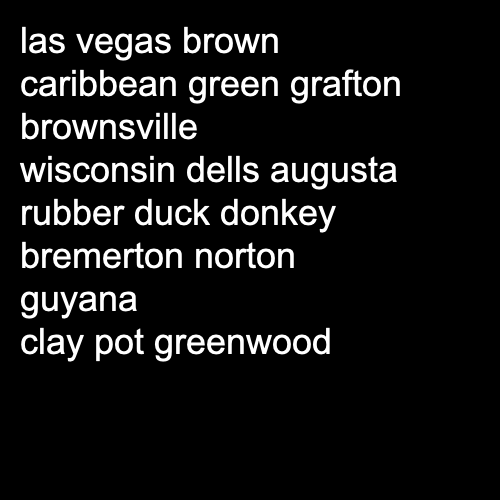 las vegas brown
caribbean green grafton
brownsville
wisconsin dells augusta
rubber duck donkey
bremerton norton
guyana
clay pot greenwood